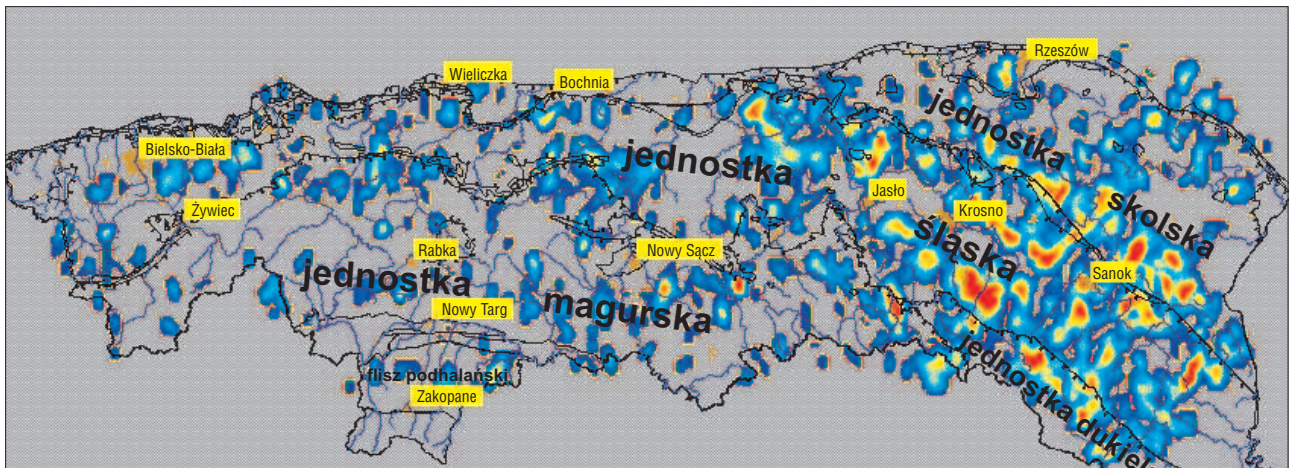 Rzeszów
Wieliczka
Bochnia
jednostka
skolska
Bielsko-Biała
jednostka
śląska
Jasło
Krosno
Żywiec
Rabka
Nowy Sącz
Sanok
jednostka
magurska
Nowy Targ
flisz podhalański
Zakopane
jednostka dukiel